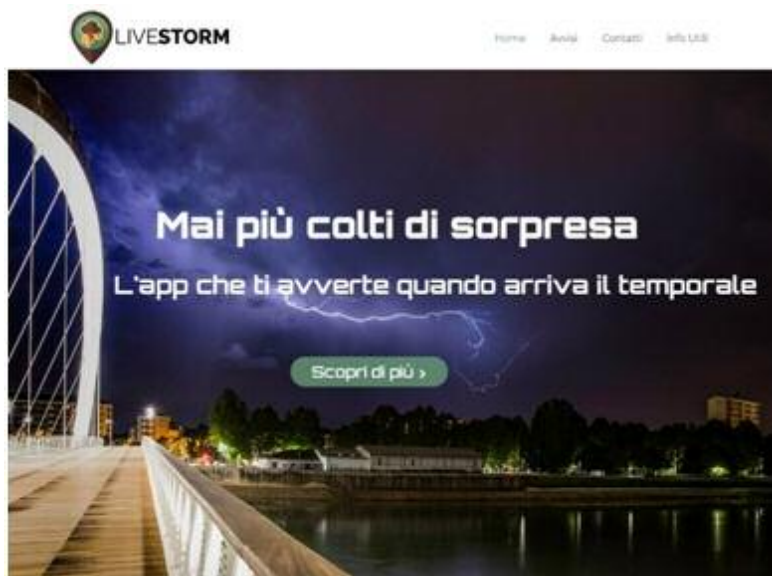 LIVESTORM
Home Avvisi Contatti Info Utili
Mai più colti di sorpresa
L'app che ti avverte quando arriva il temporale
Scopri di più ›